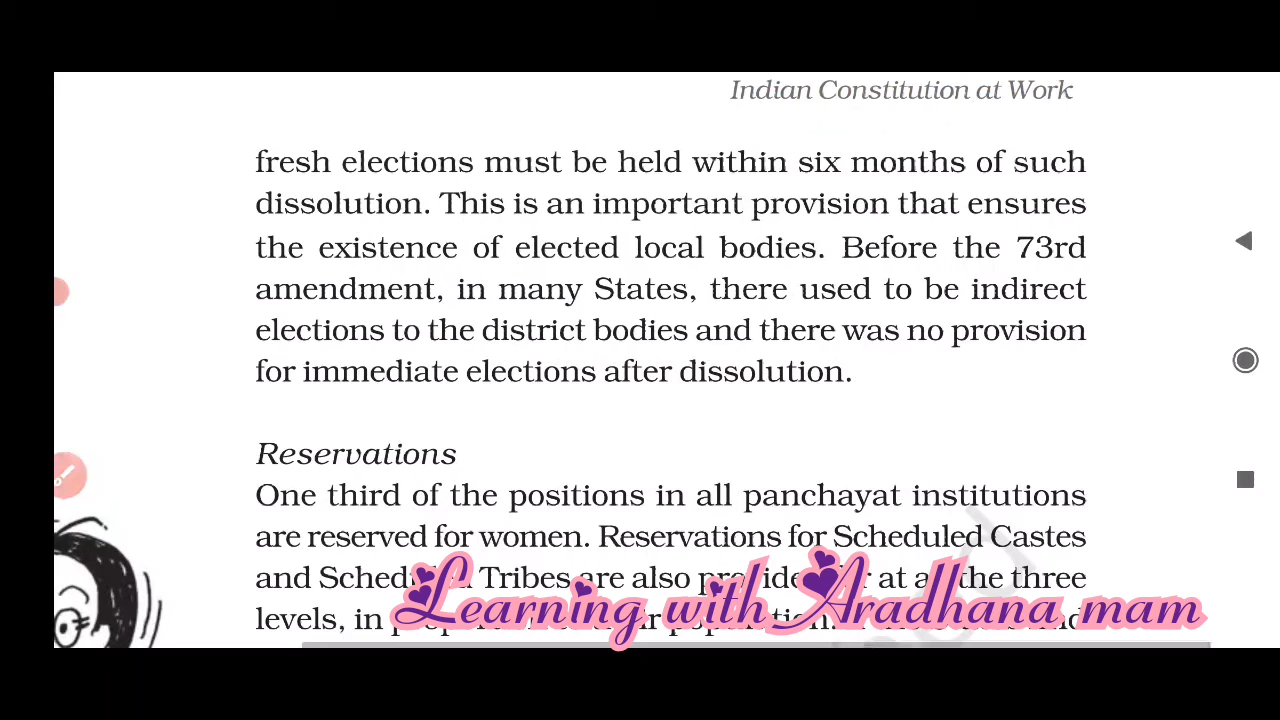 Indian Constitution at Work
fresh elections must be held within six months of such
dissolution. This is an important provision that ensures
the existence of elected local bodies. Before the 73rd
amendment, in many States, there used to be indirect
elections to the district bodies and there was no provision
for immediate elections after dissolution.
Reservations
One third of the positions in all panchayat institutions
are reserved for women. Reservations for Scheduled Castes
and Scheduled Tribes are also provided for at all the three
levels, in
Learning with Aradhana mam